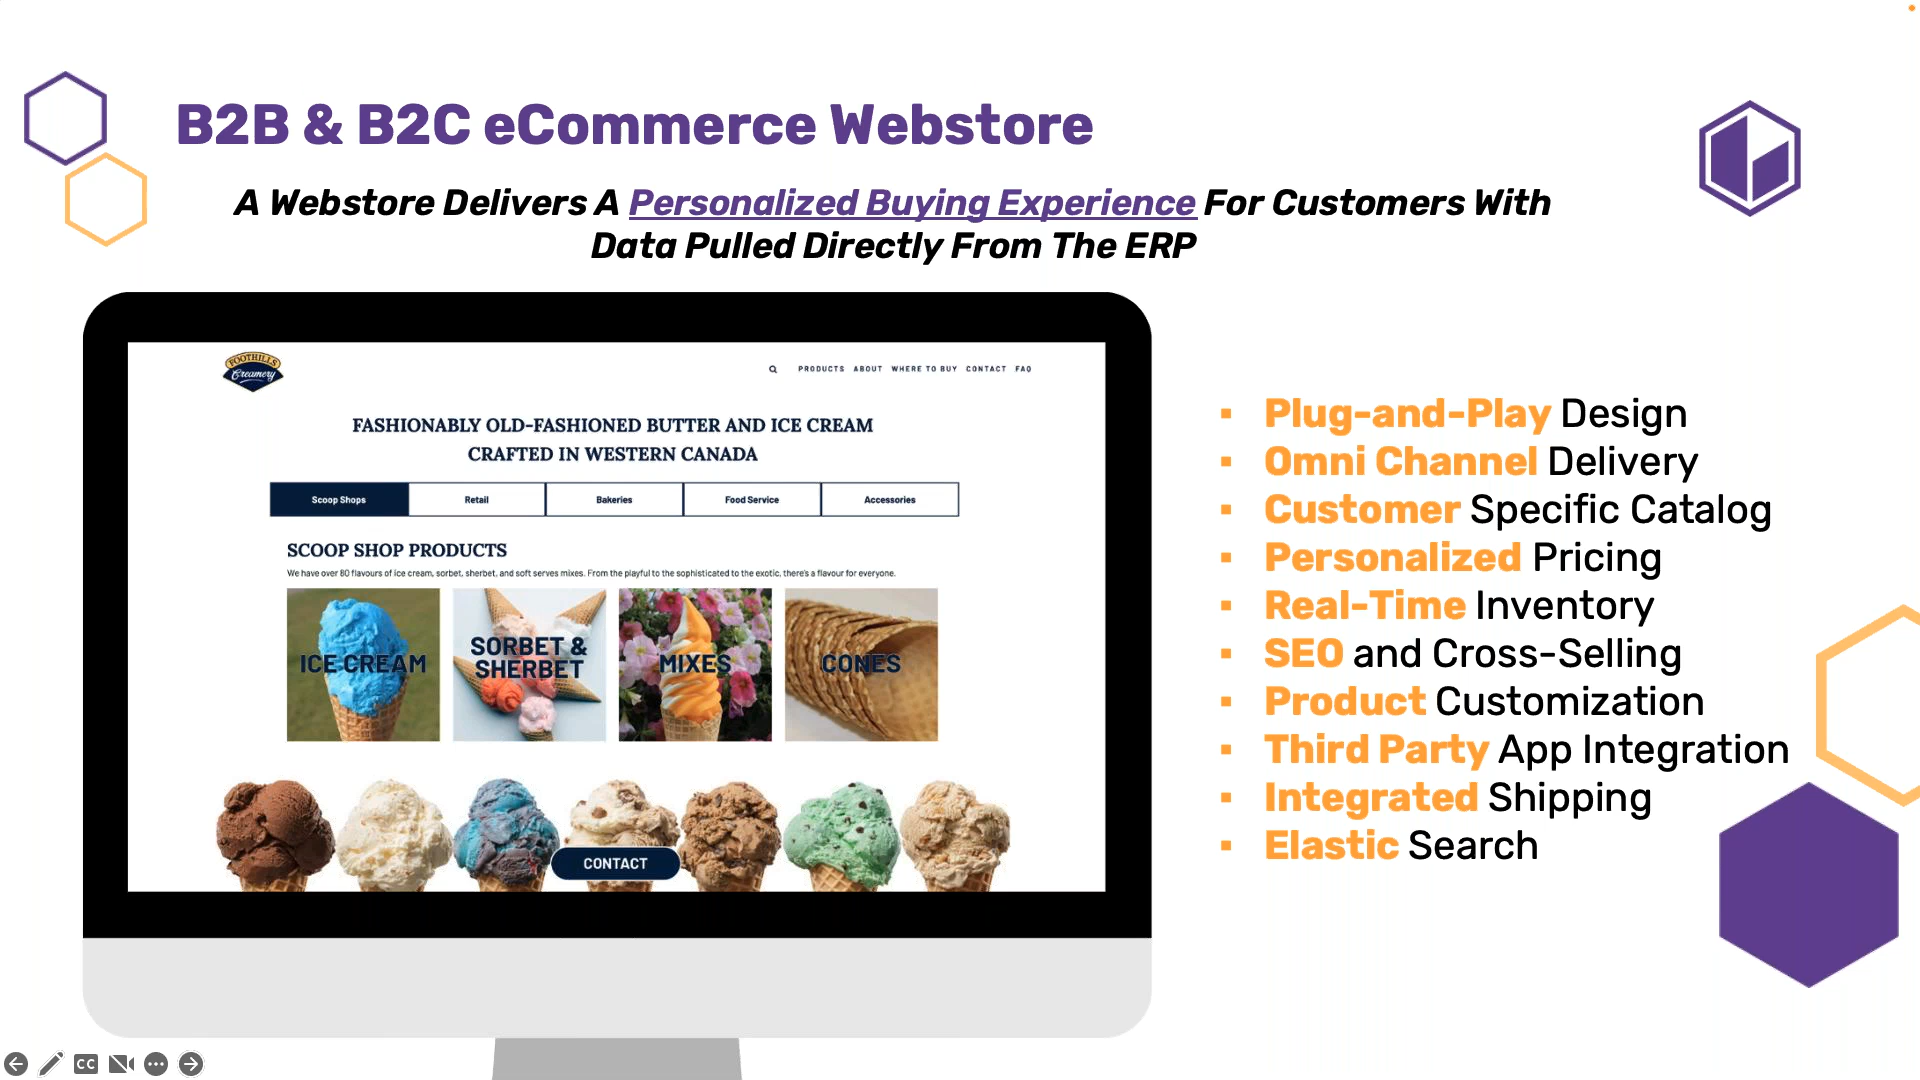 B2B & B2C eCommerce Webstore
A Webstore Delivers A Personalized Buying Experience For Customers With
Data Pulled Directly From The ERP
FOOTHILLS
Creamery
PRODUCTS ABOUT WHERE TO BUY CONTACT FAQ
FASHIONABLY OLD-FASHIONED BUTTER AND ICE CREAM
CRAFTED IN WESTERN CANADA
Scoop Shops Retail Bakeries Food Service Accessories
SCOOP SHOP PRODUCTS
We have over 60 flavours of ice cream, sorbet, sherbet, and soft serves mixes. From the playful to the sophisticated to the exotic, there's a flavour for everyone.
ICE CREAM
SORBET &
SHERBET
MIXES
CONES
CONTACT
Plug-and-Play Design
Omni Channel Delivery
Customer Specific Catalog
Personalized Pricing
Real-Time Inventory
SEO and Cross-Selling
Product Customization
Third Party App Integration
Integrated Shipping
Elastic Search
CC